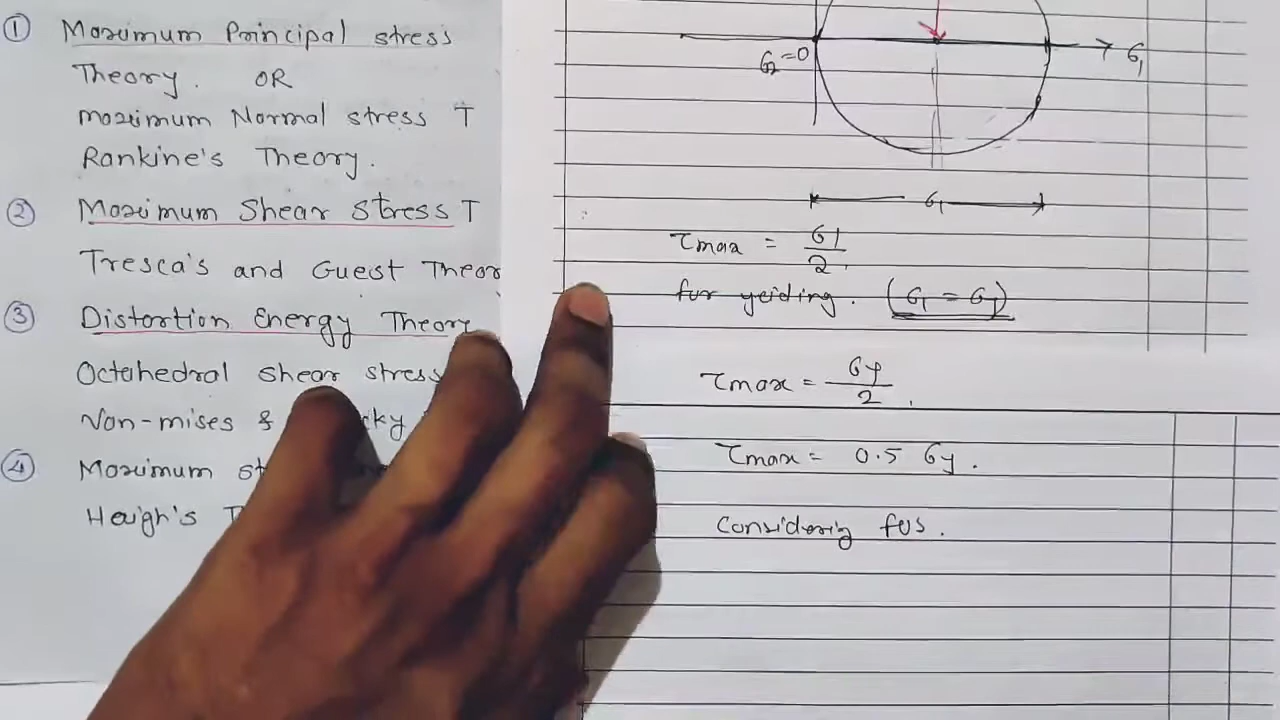 ① Maximum Principal stress
Theory. OR
maximum Normal stress T
Rankine's Theory.
② Maximum Shear Stress T
Tresca's and Guest Theor
③ Distortion Energy Theory
Octahedral shear stress
Von-mises &
④ Maximum
Heigh's T
σ2=0
σ1
σ1
τmax = σ1/2
for yeiding. (σ1 = σy)
τmax = σy/2.
τmax = 0.5 σy.
Considering fos.